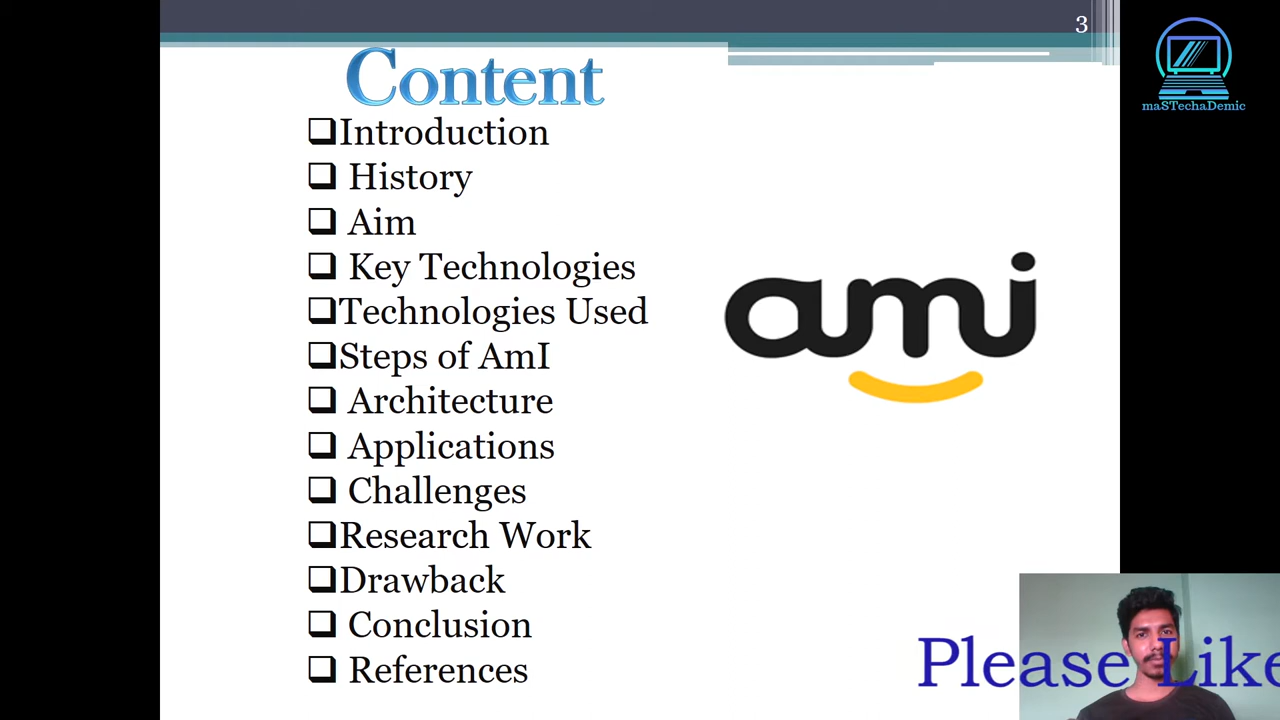 3
maSTechaDemic
Content
Introduction
History
Aim
Key Technologies
Technologies Used
Steps of AmI
Architecture
Applications
Challenges
Research Work
Drawback
Conclusion
References
ami
Please Like